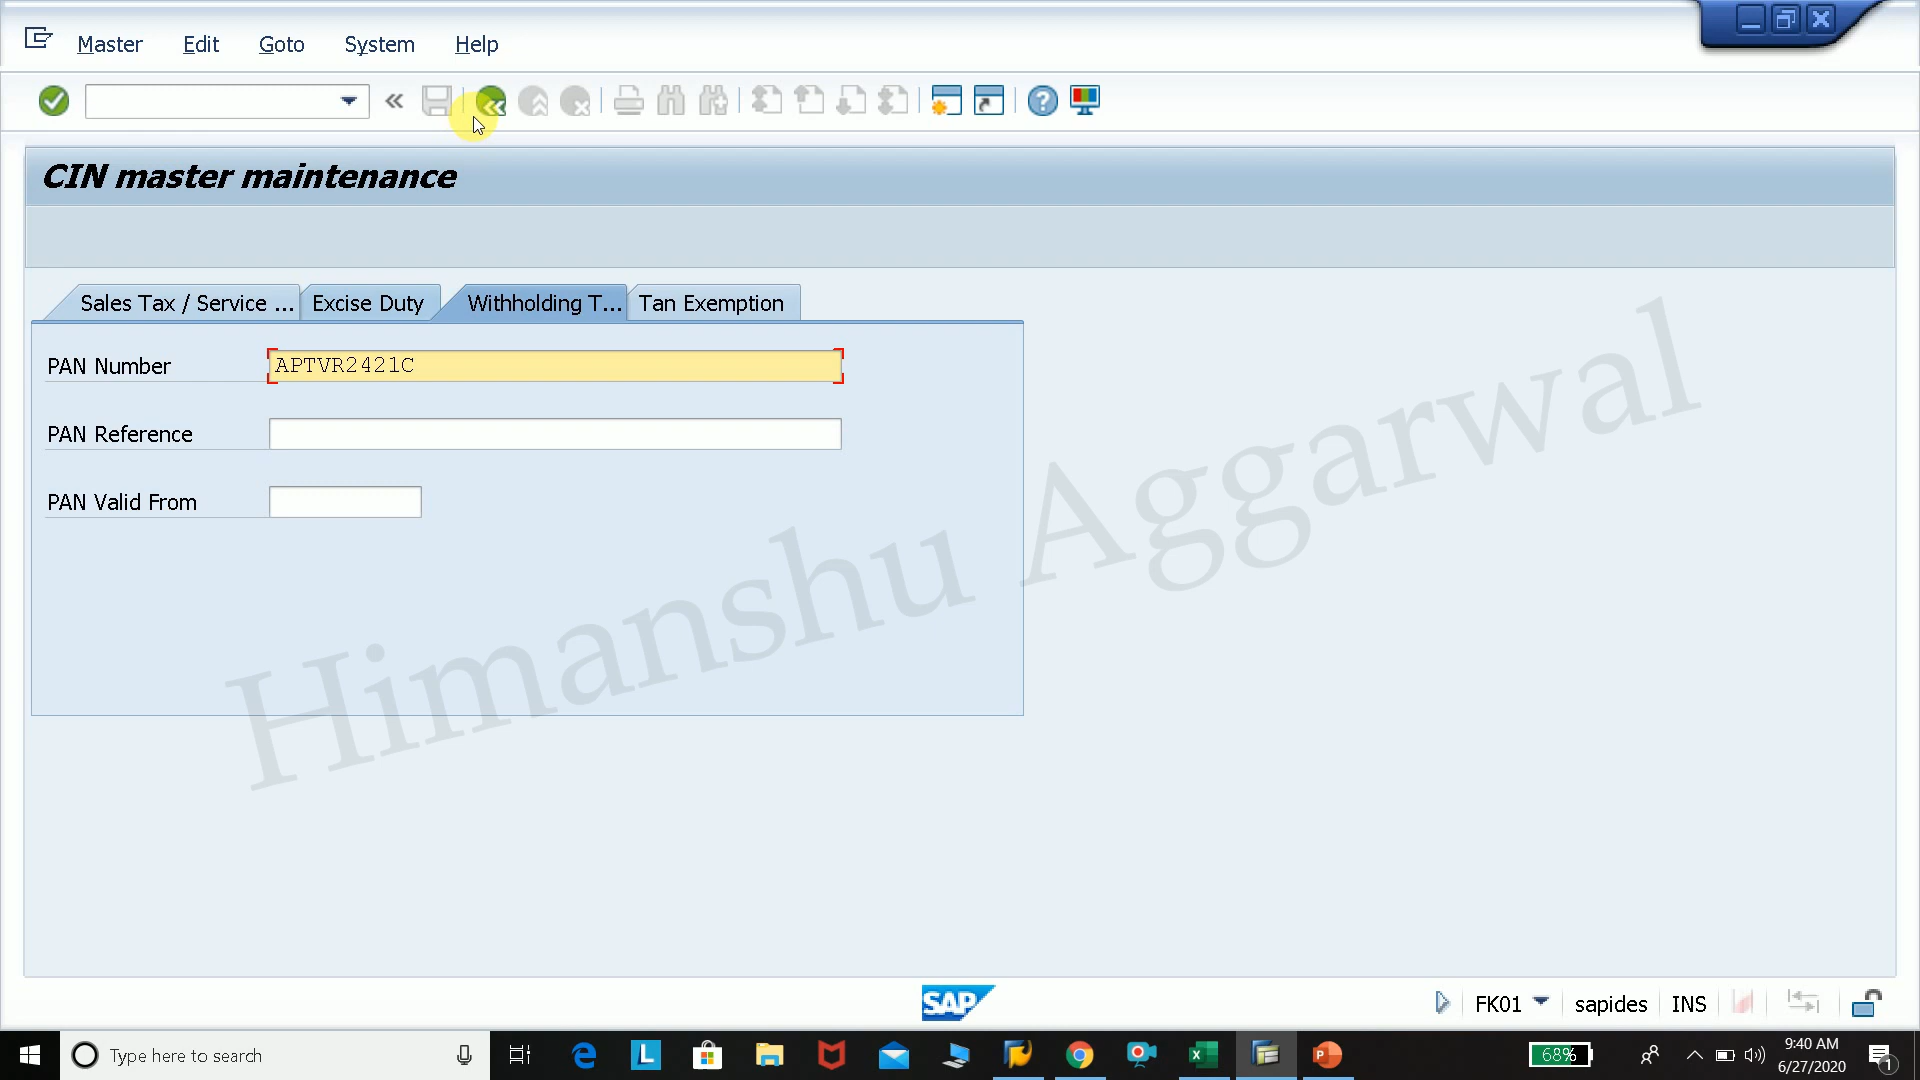 Master Edit Goto System Help
CIN master maintenance
Sales Tax / Service ... Excise Duty Withholding T... Tan Exemption
PAN Number APTVR2421C
PAN Reference
PAN Valid From
Himanshu Aggarwal
SAP
FK01 sapides INS
Type here to search
68%
9:40 AM
6/27/2020
1